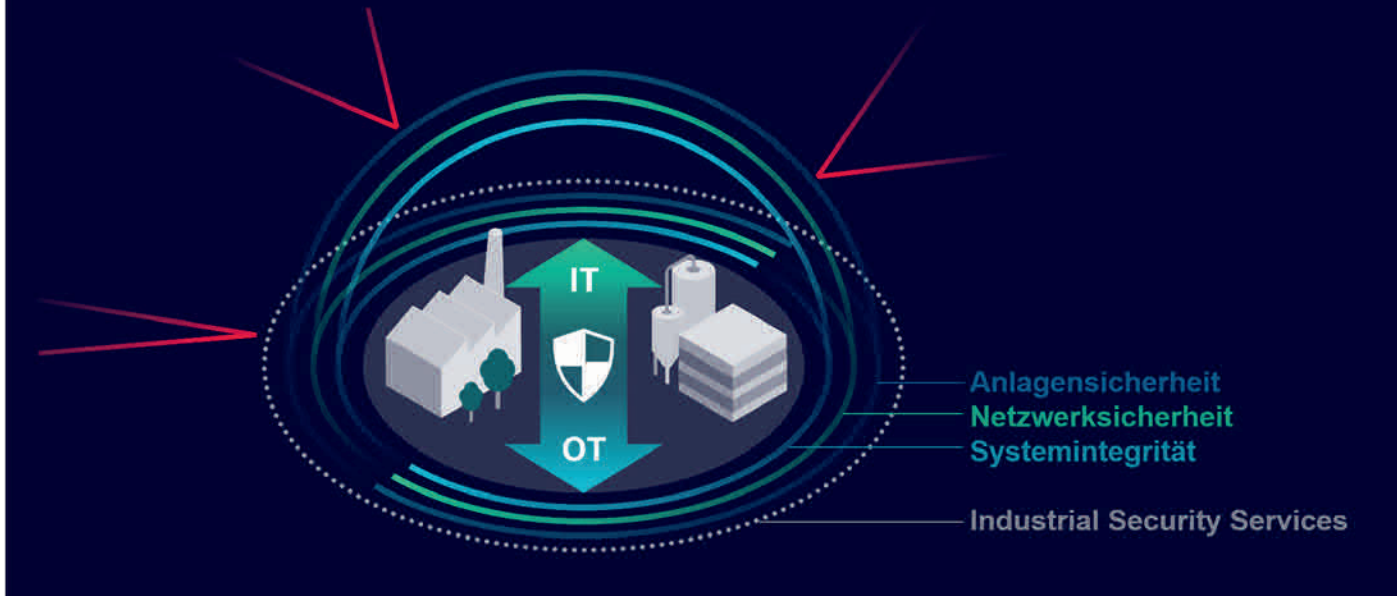 IT
OT
Anlagensicherheit
Netzwerksicherheit
Systemintegrität
Industrial Security Services